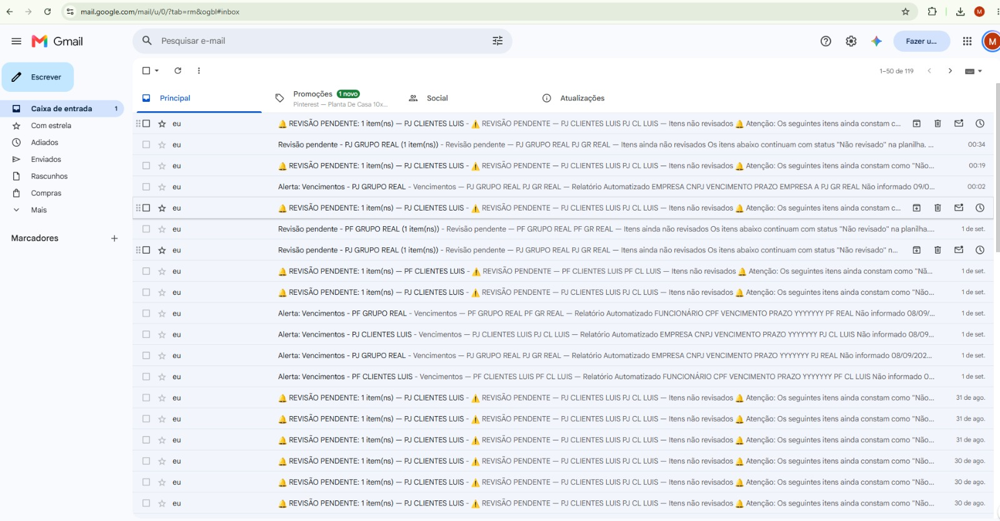 mail.google.com/mail/u/0/?tab=rm&ogbl#inbox
M
Gmail
Pesquisar e-mail
Fazer u...
M
Escrever
1–50 de 119
Principal
Promoções 1 novo
Pinterest — Planta De Casa 10x...
Social
Atualizações
Caixa de entrada 1
Com estrela
Adiados
Enviados
Rascunhos
Compras
Mais
Marcadores
eu 🔔 REVISÃO PENDENTE: 1 item(ns) — PJ CLIENTES LUIS - ⚠️ REVISÃO PENDENTE — PJ CLIENTES LUIS PJ CL LUIS — Itens não revisados 🔔 Atenção: Os seguintes itens ainda constam c...
eu Revisão pendente - PJ GRUPO REAL (1 item(ns)) - Revisão pendente — PJ GRUPO REAL PJ GR REAL — Itens ainda não revisados Os itens abaixo continuam com status "Não revisado" na planilha. ... 00:34
eu 🔔 REVISÃO PENDENTE: 1 item(ns) — PJ CLIENTES LUIS - ⚠️ REVISÃO PENDENTE — PJ CLIENTES LUIS PJ CL LUIS — Itens não revisados 🔔 Atenção: Os seguintes itens ainda constam como "Não... 00:19
eu Alerta: Vencimentos - PJ GRUPO REAL - Vencimentos — PJ GRUPO REAL PJ GR REAL — Relatório Automatizado EMPRESA CNPJ VENCIMENTO PRAZO EMPRESA A PJ GR REAL Não informado 09/0... 00:02
eu 🔔 REVISÃO PENDENTE: 1 item(ns) — PJ CLIENTES LUIS - ⚠️ REVISÃO PENDENTE — PJ CLIENTES LUIS PJ CL LUIS — Itens não revisados 🔔 Atenção: Os seguintes itens ainda constam c...
eu Revisão pendente - PF GRUPO REAL (1 item(ns)) - Revisão pendente — PF GRUPO REAL PF GR REAL — Itens ainda não revisados Os itens abaixo continuam com status "Não revisado" na planilha.... 1 de set.
eu Revisão pendente - PJ GRUPO REAL (1 item(ns)) - Revisão pendente — PJ GRUPO REAL PJ GR REAL — Itens ainda não revisados Os itens abaixo continuam com status "Não revisado" n...
eu 🔔 REVISÃO PENDENTE: 1 item(ns) — PF CLIENTES LUIS - ⚠️ REVISÃO PENDENTE — PF CLIENTES LUIS PF CL LUIS — Itens não revisados 🔔 Atenção: Os seguintes itens ainda constam como "Nã... 1 de set.
eu 🔔 REVISÃO PENDENTE: 1 item(ns) — PJ CLIENTES LUIS - ⚠️ REVISÃO PENDENTE — PJ CLIENTES LUIS PJ CL LUIS — Itens não revisados 🔔 Atenção: Os seguintes itens ainda constam como "Não... 1 de set.
eu Alerta: Vencimentos - PF GRUPO REAL - Vencimentos — PF GRUPO REAL PF GR REAL — Relatório Automatizado FUNCIONÁRIO CPF VENCIMENTO PRAZO YYYYYYY PF REAL Não informado 08/09/... 1 de set.
eu Alerta: Vencimentos - PJ CLIENTES LUIS - Vencimentos — PJ CLIENTES LUIS PJ CL LUIS — Relatório Automatizado EMPRESA CNPJ VENCIMENTO PRAZO YYYYYYY PJ CL LUIS Não informado 08/09... 1 de set.
eu Alerta: Vencimentos - PJ GRUPO REAL - Vencimentos — PJ GRUPO REAL PJ GR REAL — Relatório Automatizado EMPRESA CNPJ VENCIMENTO PRAZO YYYYYYY PJ REAL Não informado 08/09/202... 1 de set.
eu Alerta: Vencimentos - PF CLIENTES LUIS - Vencimentos — PF CLIENTES LUIS PF CL LUIS — Relatório Automatizado FUNCIONÁRIO CPF VENCIMENTO PRAZO YYYYYYY PF CL LUIS Não informado 0... 1 de set.
eu 🔔 REVISÃO PENDENTE: 1 item(ns) — PJ CLIENTES LUIS - ⚠️ REVISÃO PENDENTE — PJ CLIENTES LUIS PJ CL LUIS — Itens não revisados 🔔 Atenção: Os seguintes itens ainda constam como "Não... 31 de ago.
eu 🔔 REVISÃO PENDENTE: 1 item(ns) — PJ CLIENTES LUIS - ⚠️ REVISÃO PENDENTE — PJ CLIENTES LUIS PJ CL LUIS — Itens não revisados 🔔 Atenção: Os seguintes itens ainda constam como "Não... 31 de ago.
eu 🔔 REVISÃO PENDENTE: 1 item(ns) — PJ CLIENTES LUIS - ⚠️ REVISÃO PENDENTE — PJ CLIENTES LUIS PJ CL LUIS — Itens não revisados 🔔 Atenção: Os seguintes itens ainda constam como "Não... 31 de ago.
eu 🔔 REVISÃO PENDENTE: 1 item(ns) — PJ CLIENTES LUIS - ⚠️ REVISÃO PENDENTE — PJ CLIENTES LUIS PJ CL LUIS — Itens não revisados 🔔 Atenção: Os seguintes itens ainda constam como "Não... 30 de ago.
eu 🔔 REVISÃO PENDENTE: 1 item(ns) — PJ CLIENTES LUIS - ⚠️ REVISÃO PENDENTE — PJ CLIENTES LUIS PJ CL LUIS — Itens não revisados 🔔 Atenção: Os seguintes itens ainda constam como "Não... 30 de ago.
eu 🔔 REVISÃO PENDENTE: 1 item(ns) — PJ CLIENTES LUIS - ⚠️ REVISÃO PENDENTE — PJ CLIENTES LUIS PJ CL LUIS — Itens não revisados 🔔 Atenção: Os seguintes itens ainda constam como "Não... 30 de ago.